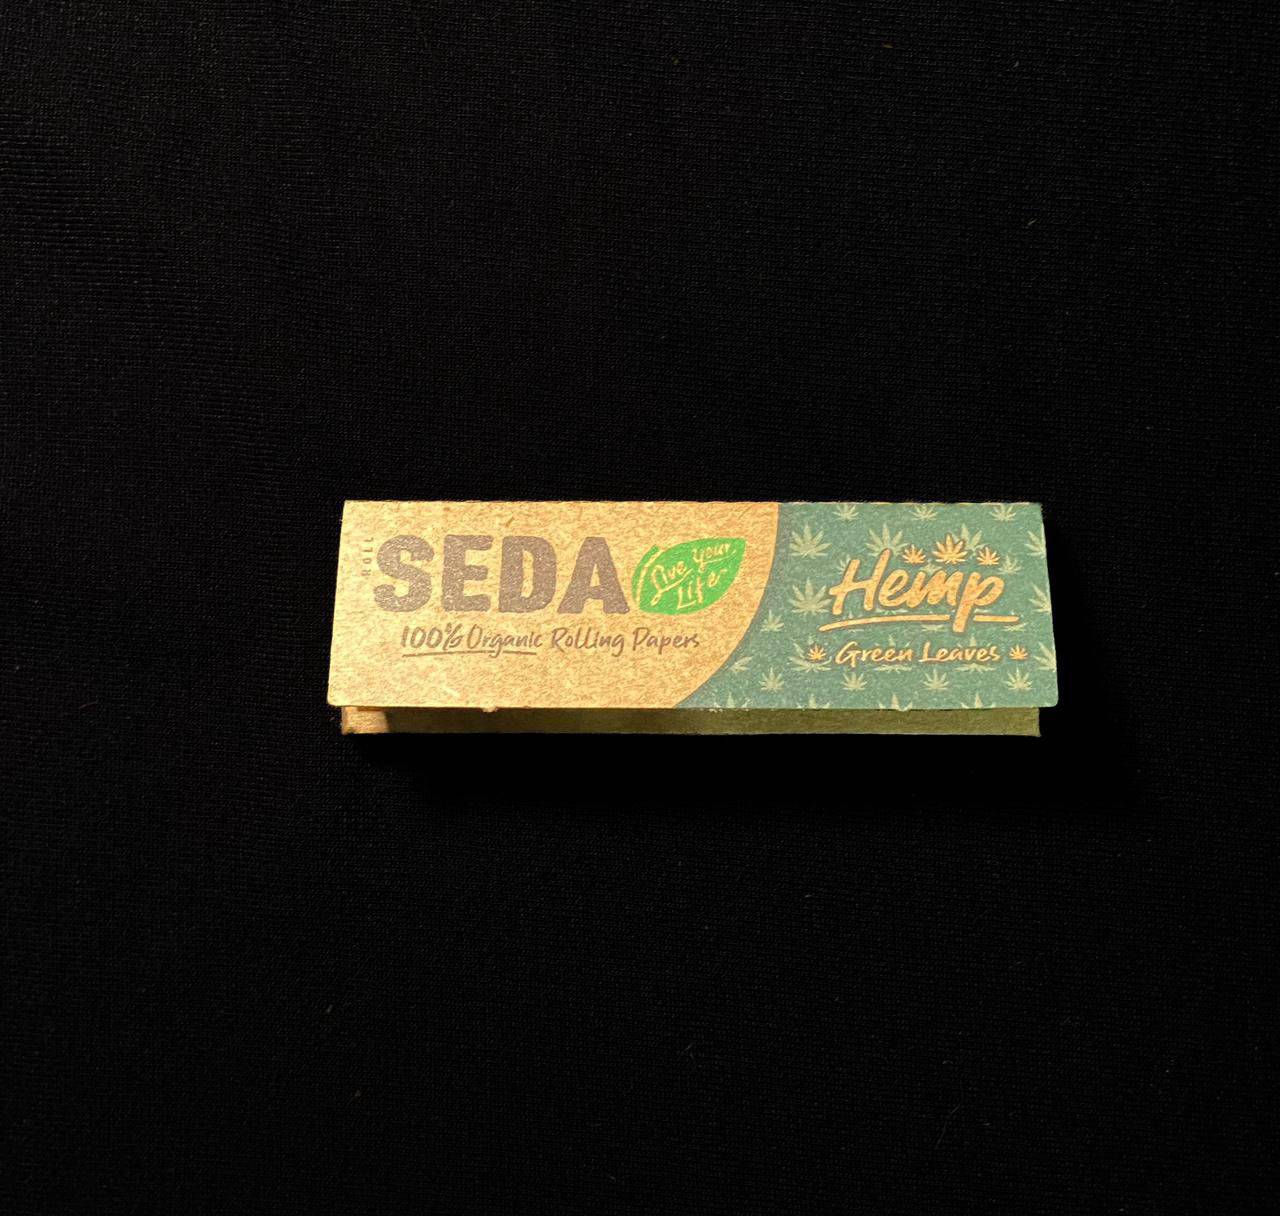 ROLL
SEDA
Live Your
Life
100% Organic Rolling Papers
Hemp
Green Leaves